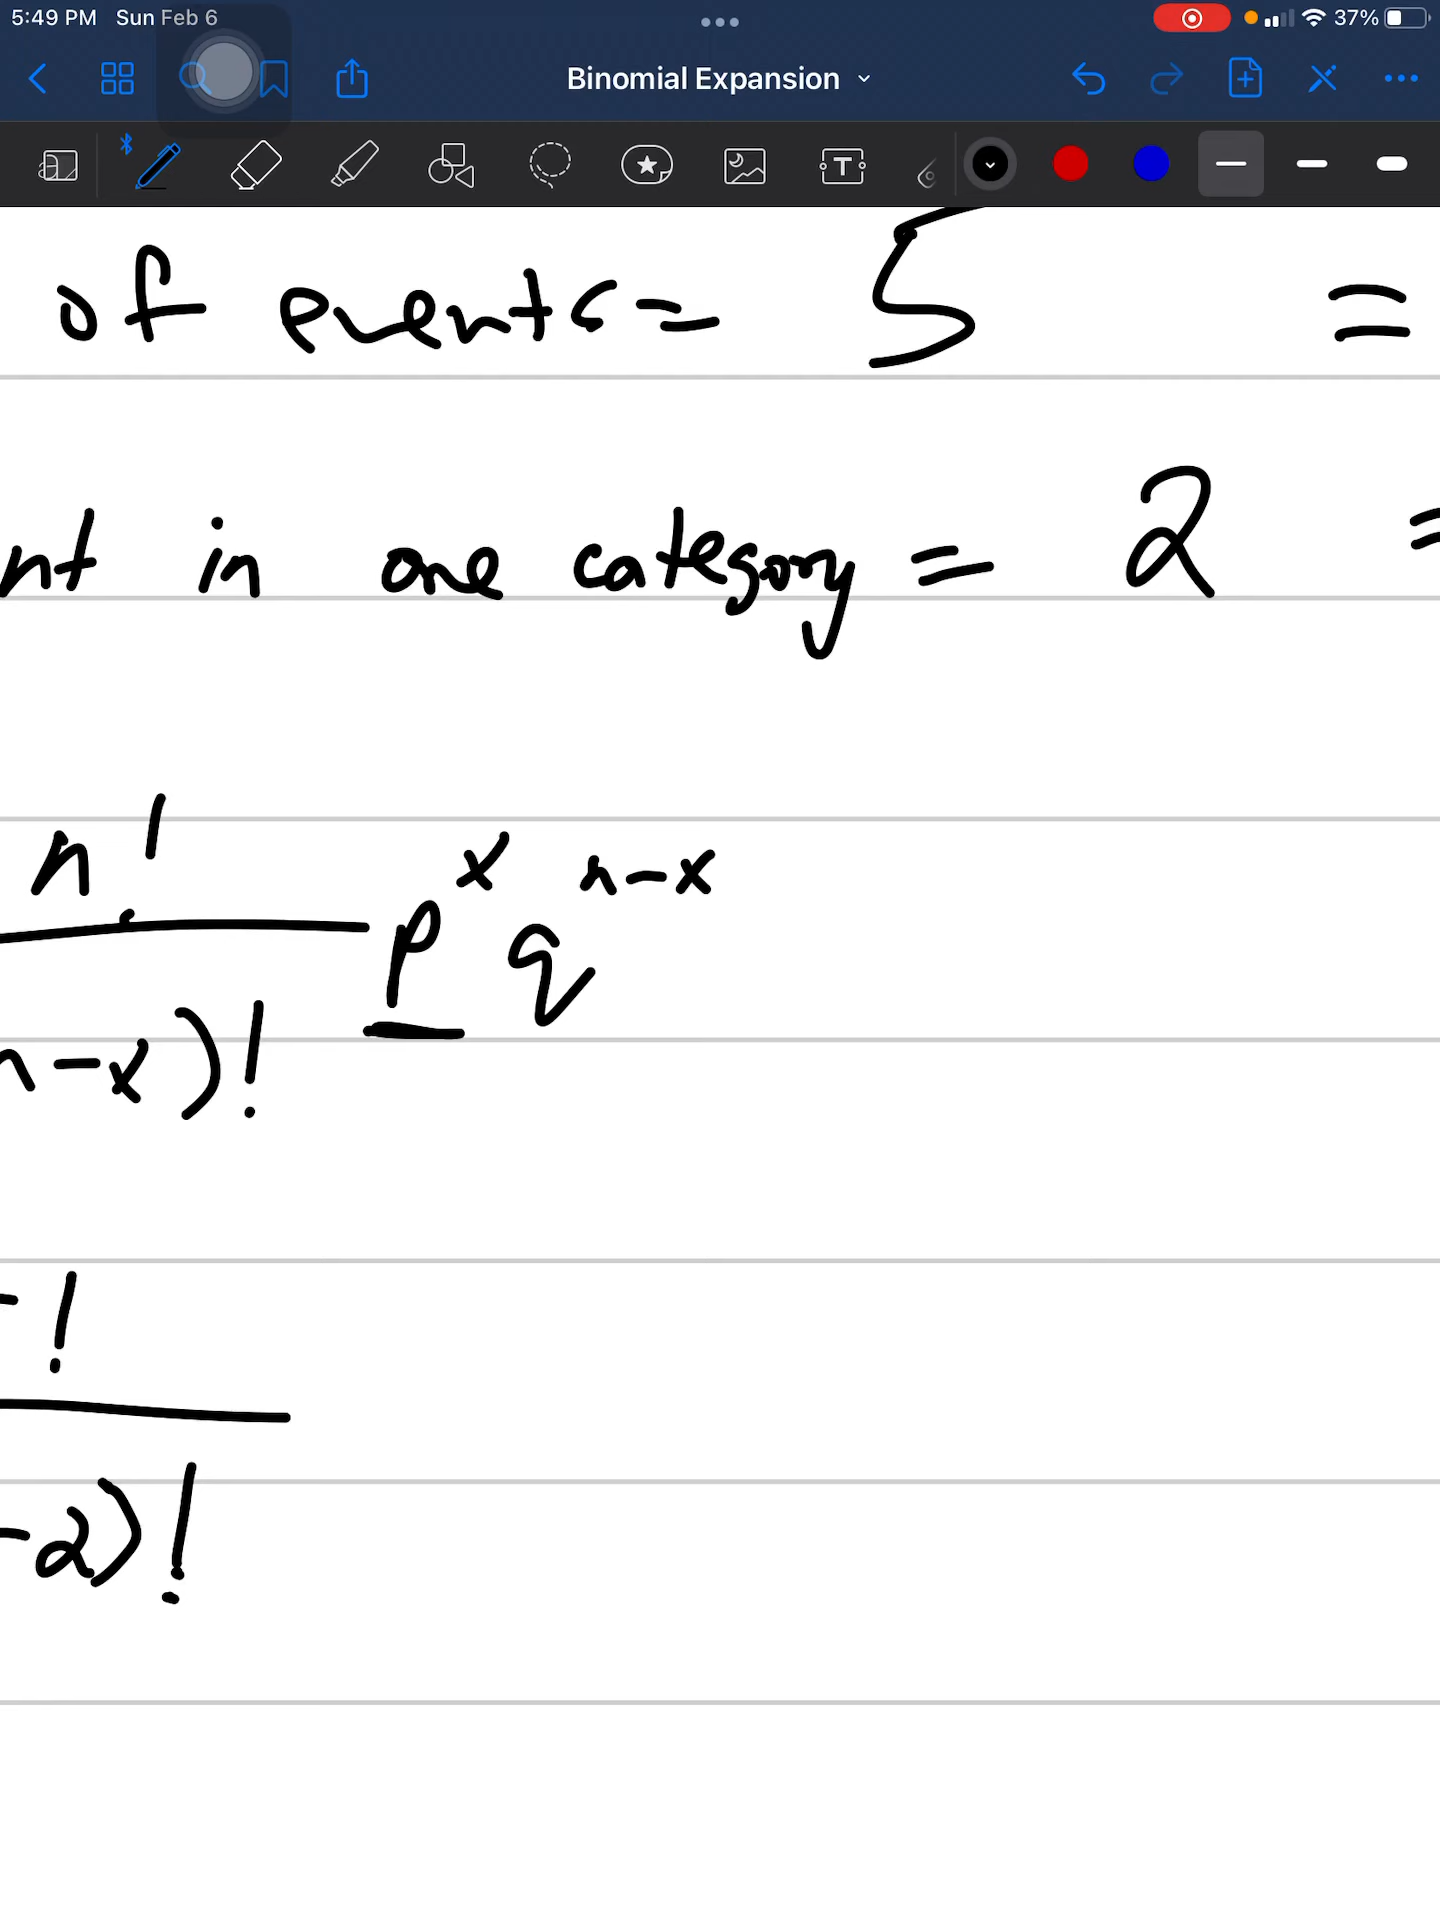 5:49 PM Sun Feb 6
37%
Binomial Expansion
of events = 5 =
nt in one category = 2 =
n!
p^x q^n-x
n-x)!
!
-2)!